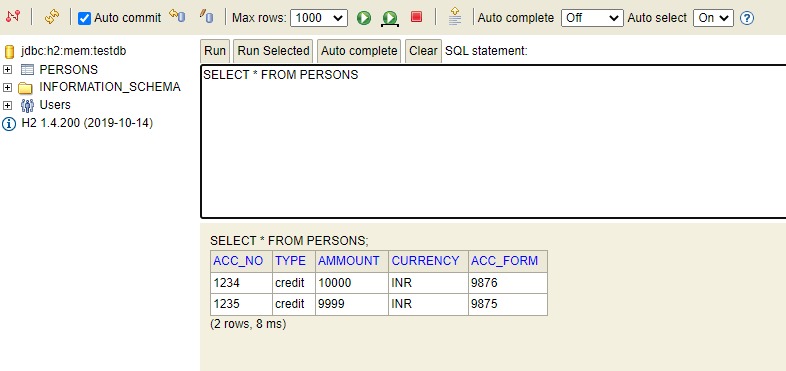 Auto commit Max rows: 1000 Auto complete Off Auto select On ?
jdbc:h2:mem:testdb
PERSONS
INFORMATION_SCHEMA
Users
H2 1.4.200 (2019-10-14)
Run Run Selected Auto complete Clear SQL statement:
SELECT * FROM PERSONS
SELECT * FROM PERSONS;
ACC_NO TYPE AMMOUNT CURRENCY ACC_FORM
1234 credit 10000 INR 9876
1235 credit 9999 INR 9875
(2 rows, 8 ms)